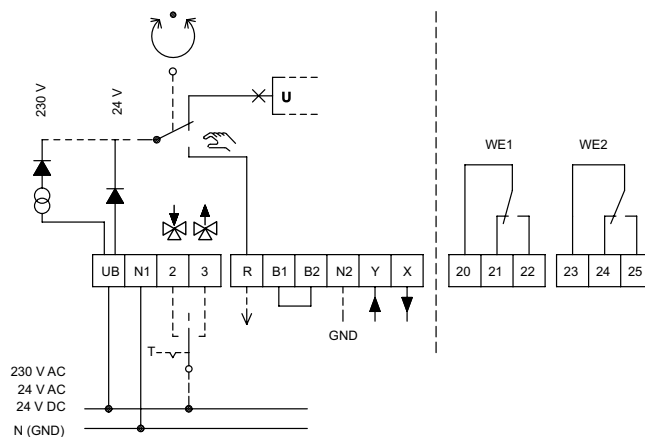 230 V
24 V
U
WE1
WE2
UB N1 2 3 R B1 B2 N2 Y X
20 21 22 23 24 25
GND
T
230 V AC
24 V AC
24 V DC
N (GND)